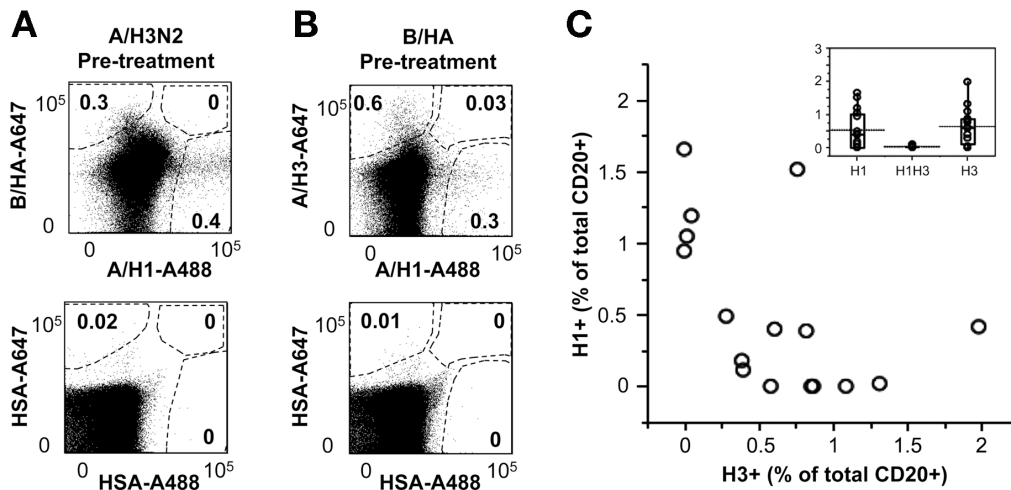 A
A/H3N2
Pre-treatment
B/HA-A647
10⁵
0
0.3
0
0.4
0
10⁵
A/H1-A488
HSA-A647
10⁵
0
0.02
0
0
0
10⁵
HSA-A488
B
B/HA
Pre-treatment
A/H3-A647
10⁵
0
0.6
0.03
0.3
0
10⁵
A/H1-A488
HSA-A647
10⁵
0
0.01
0
0
0
10⁵
HSA-A488
C
3
2
1
0
H1 H1H3 H3
H1+ (% of total CD20+)
2
1.5
1
0.5
0
0 0.5 1 1.5 2
H3+ (% of total CD20+)